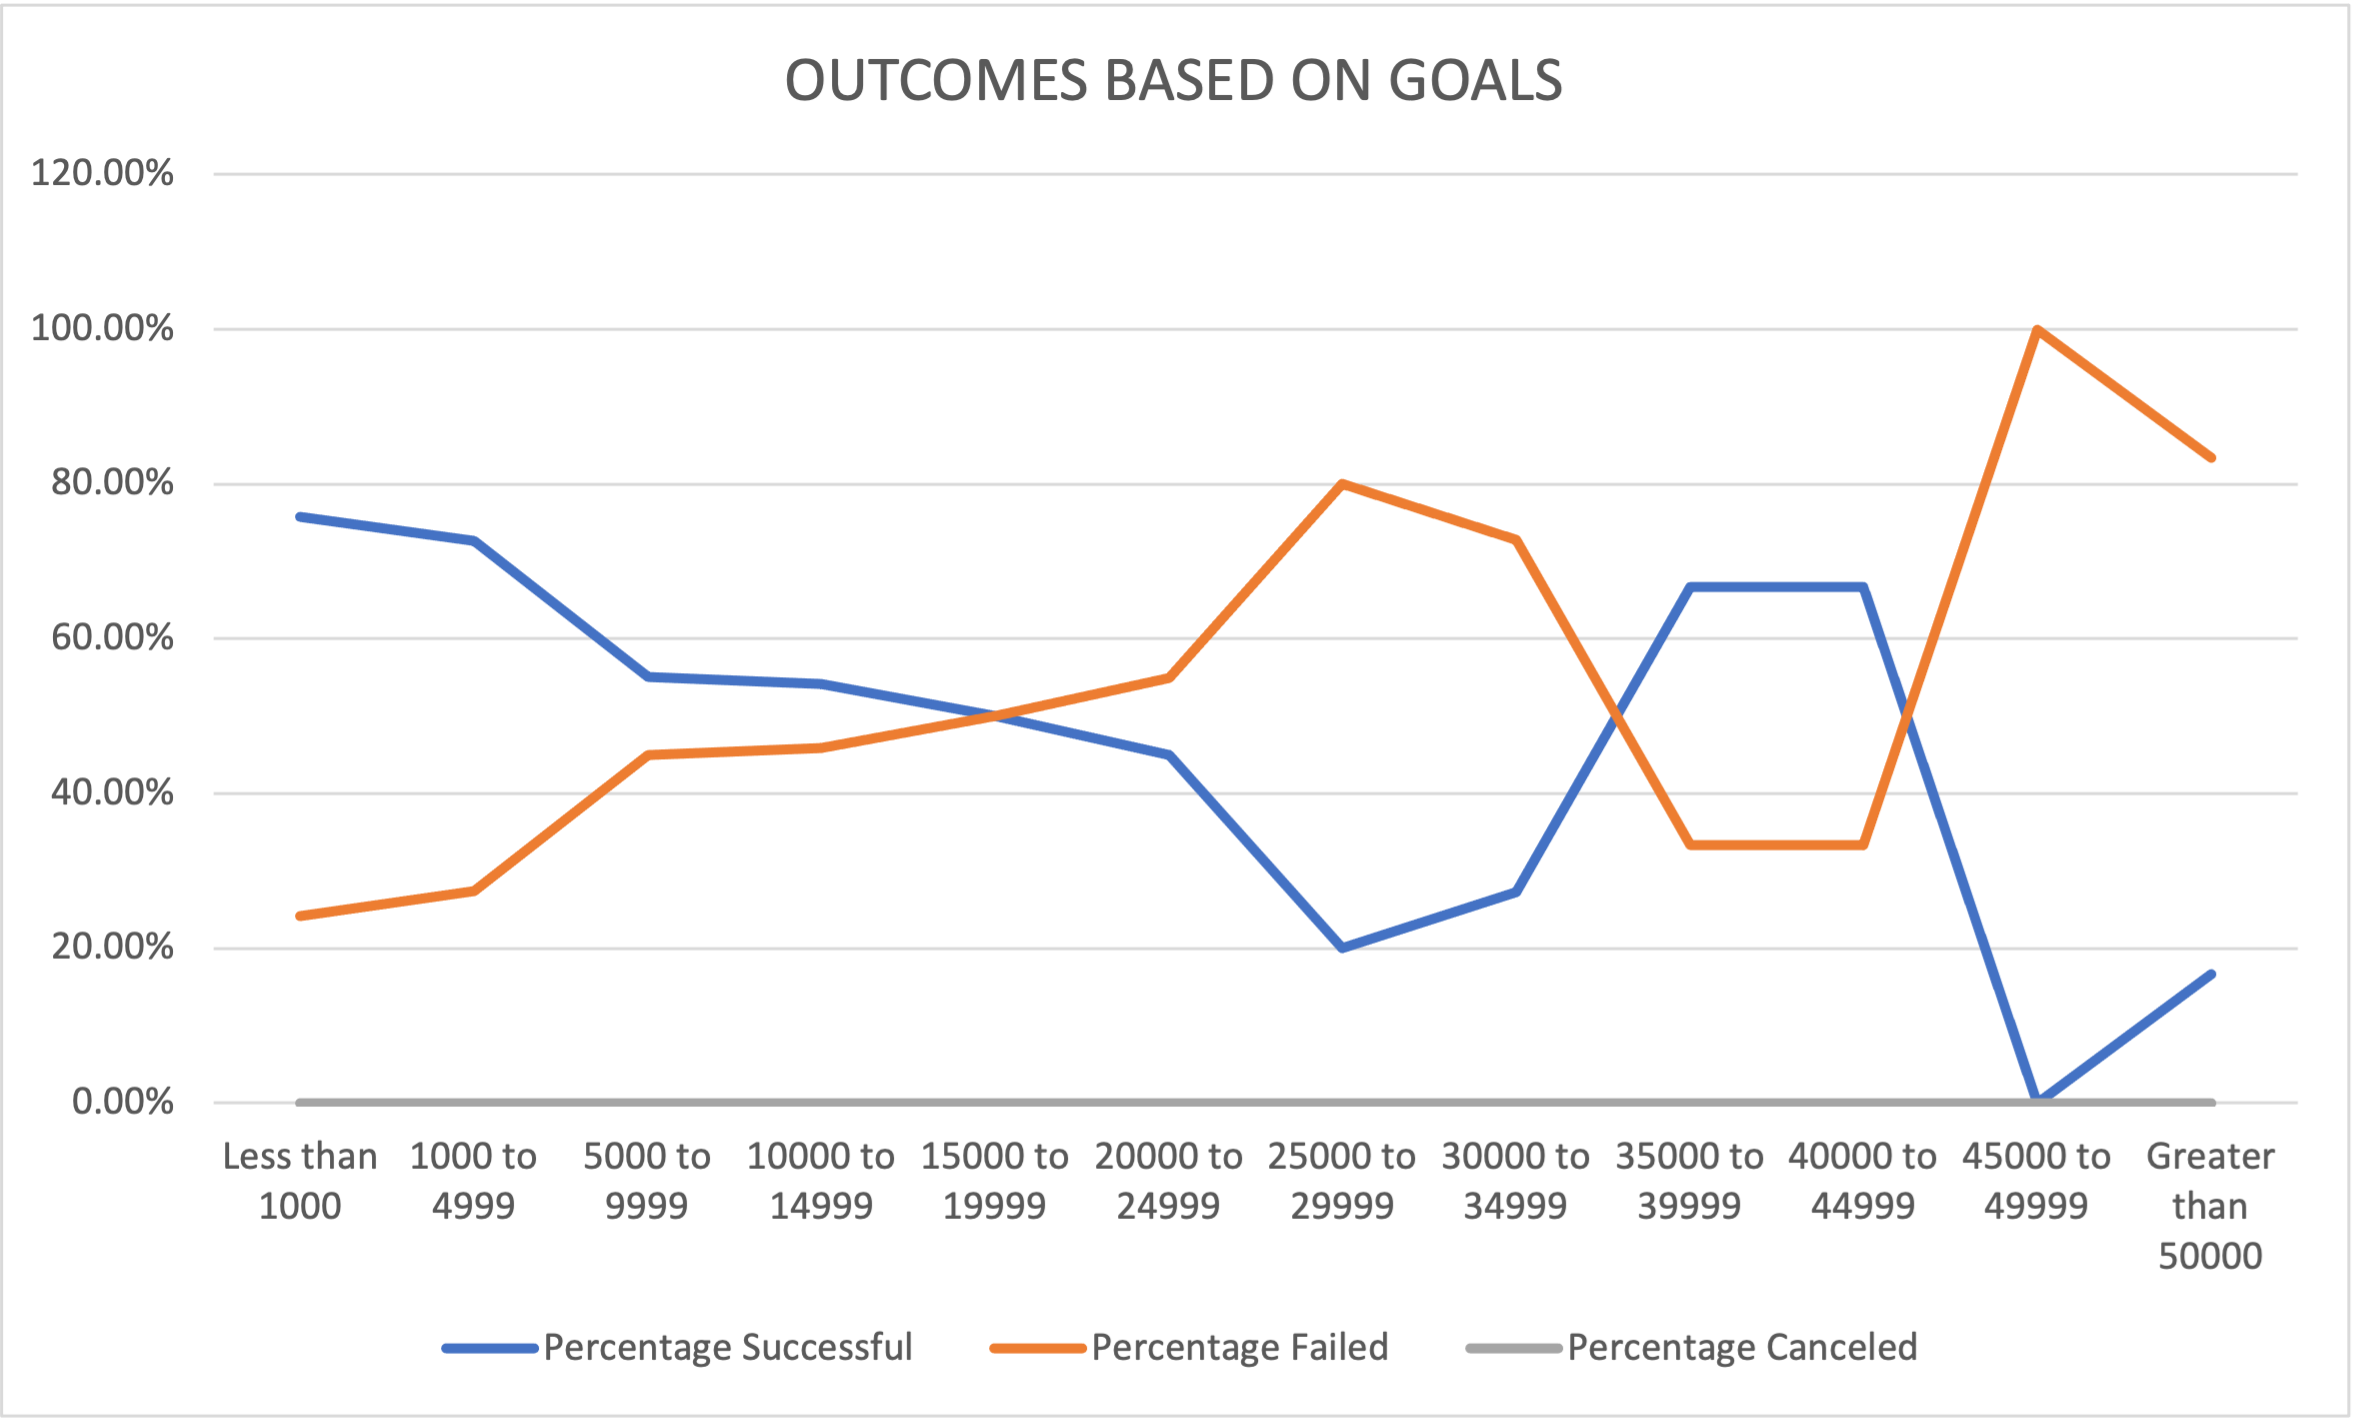 OUTCOMES BASED ON GOALS
120.00%
100.00%
80.00%
60.00%
40.00%
20.00%
0.00%
Less than
1000
1000 to
4999
5000 to
9999
10000 to
14999
15000 to
19999
20000 to
24999
25000 to
29999
30000 to
34999
35000 to
39999
40000 to
44999
45000 to
49999
Greater
than
50000
Percentage Successful
Percentage Failed
Percentage Canceled